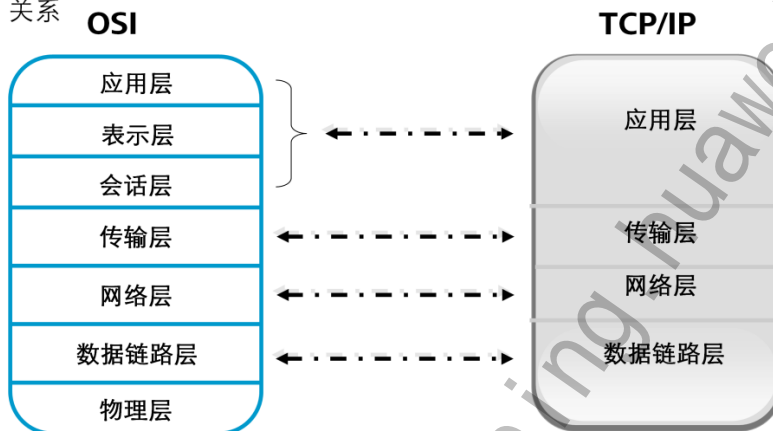 关系
OSI
TCP/IP
应用层
表示层
会话层
传输层
网络层
数据链路层
物理层
应用层
传输层
网络层
数据链路层
ning.huawe